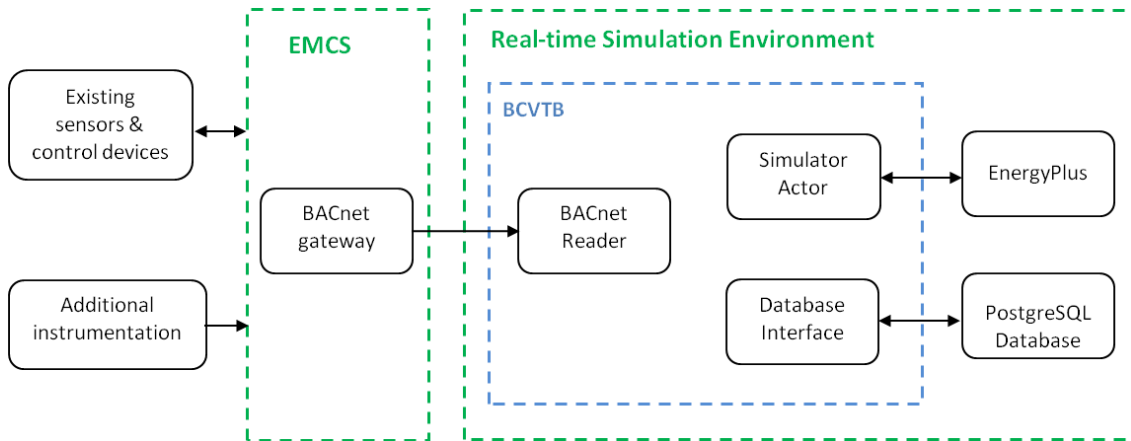 EMCS
Real-time Simulation Environment
BCVTB
Existing
sensors &
control devices
Additional
instrumentation
BACnet
gateway
BACnet
Reader
Simulator
Actor
EnergyPlus
Database
Interface
PostgreSQL
Database